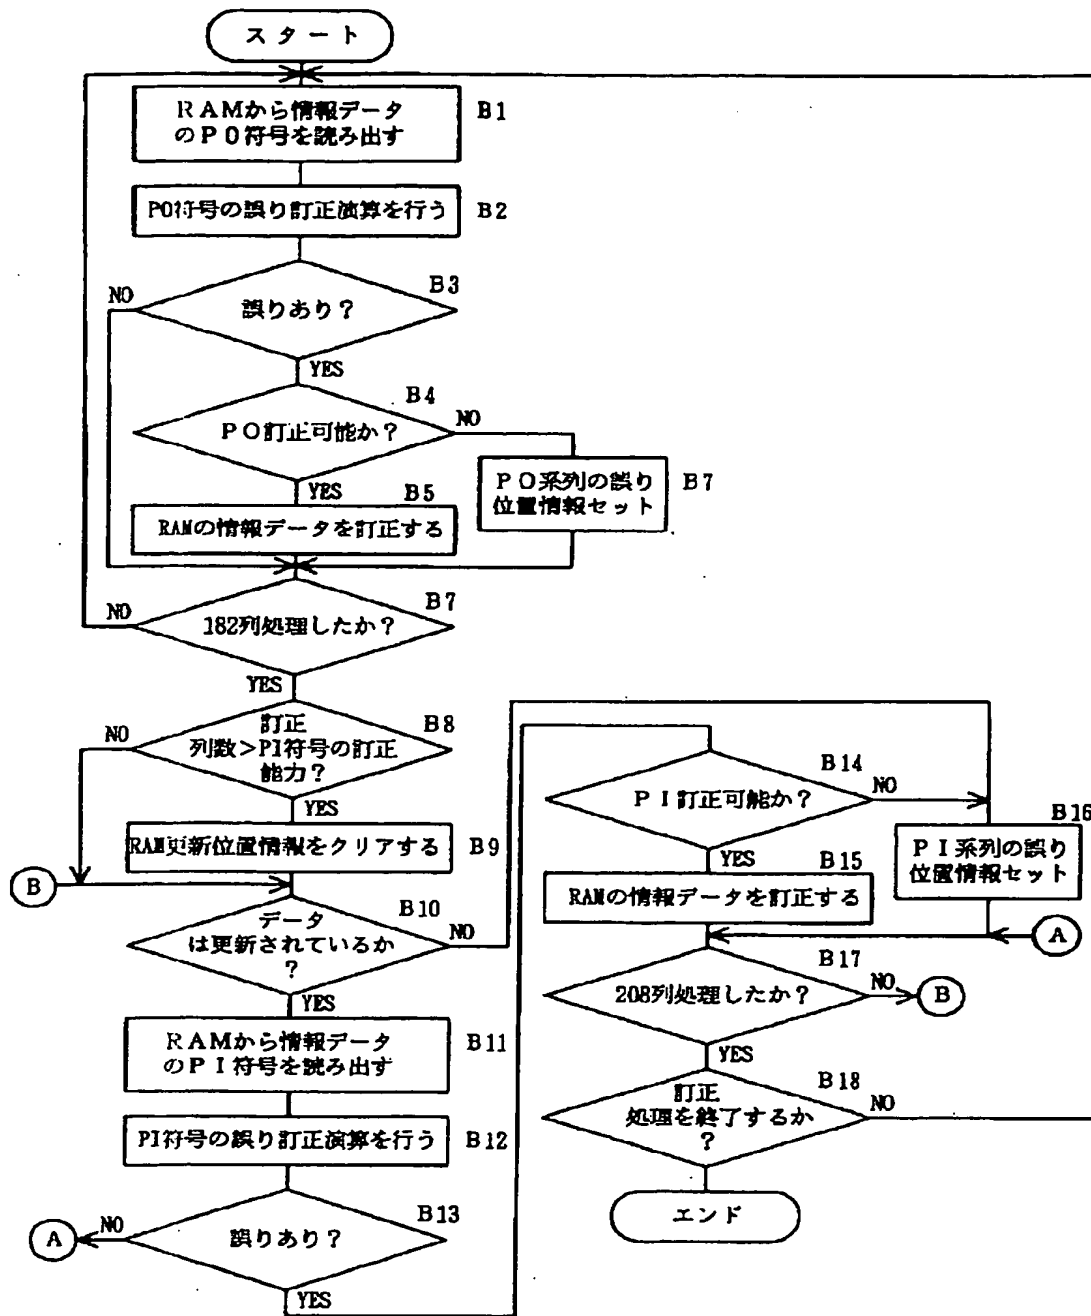 スタート
RAMから情報データ
のPO符号を読み出す
B1
PO符号の誤り訂正演算を行う
B2
誤りあり？
B3
NO
YES
PO訂正可能か？
B4
NO
YES
PO系列の誤り
位置情報セット
B7
RAMの情報データを訂正する
B5
182列処理したか？
B7
NO
YES
訂正
列数＞PI符号の訂正
能力？
B8
NO
YES
RAM更新位置情報をクリアする
B9
B
データ
は更新されているか
？
B10
NO
YES
RAMから情報データ
のPI符号を読み出す
B11
PI符号の誤り訂正演算を行う
B12
誤りあり？
B13
NO
A
YES
PI訂正可能か？
B14
NO
YES
PI系列の誤り
位置情報セット
B16
RAMの情報データを訂正する
B15
A
208列処理したか？
B17
NO
B
YES
訂正
処理を終了するか
？
B18
NO
YES
エンド